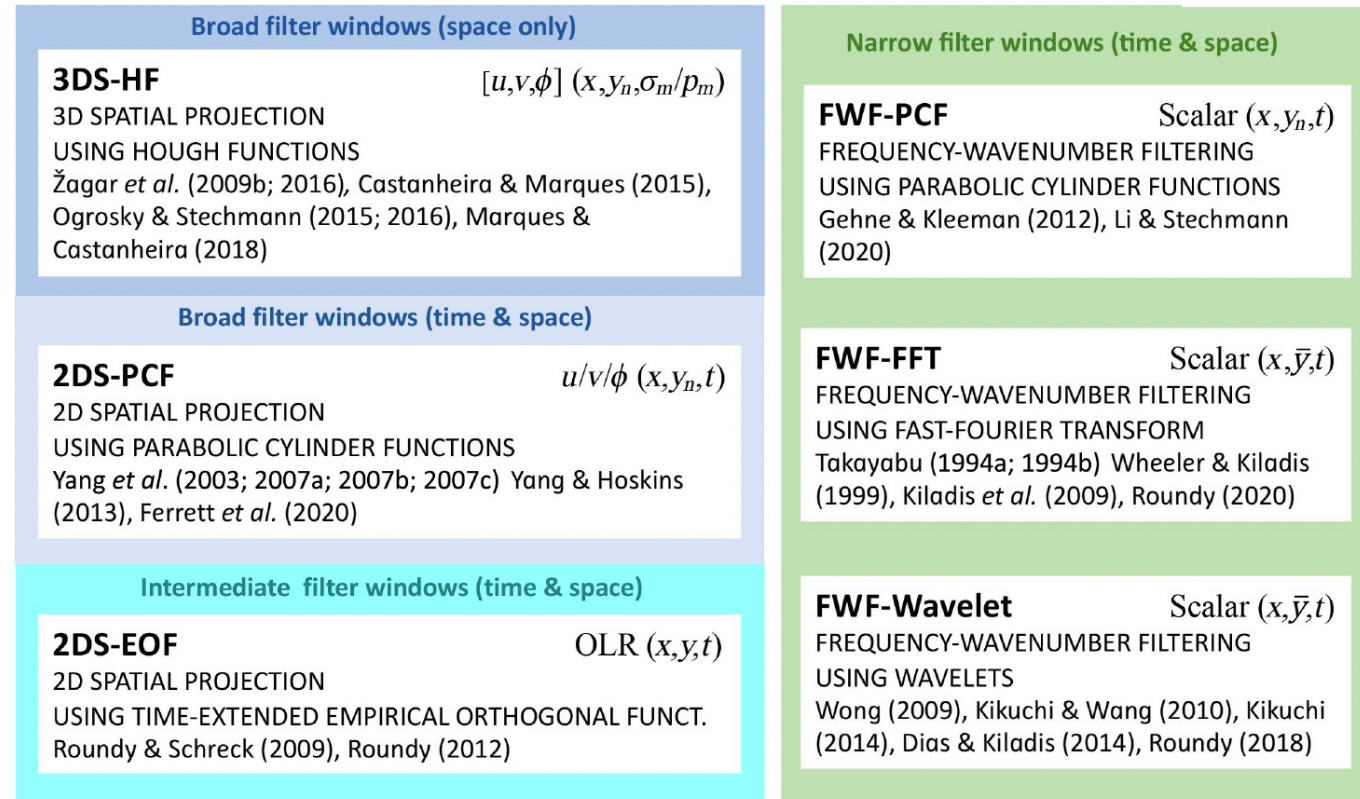 Broad filter windows (space only)
3DS-HF [u,v,ϕ] (x,yₙ,σₘ/pₘ)
3D SPATIAL PROJECTION
USING HOUGH FUNCTIONS
Žagar et al. (2009b; 2016), Castanheira & Marques (2015),
Ogrosky & Stechmann (2015; 2016), Marques &
Castanheira (2018)
Broad filter windows (time & space)
2DS-PCF u/v/ϕ (x,yₙ,t)
2D SPATIAL PROJECTION
USING PARABOLIC CYLINDER FUNCTIONS
Yang et al. (2003; 2007a; 2007b; 2007c) Yang & Hoskins
(2013), Ferrett et al. (2020)
Intermediate filter windows (time & space)
2DS-EOF OLR (x,y,t)
2D SPATIAL PROJECTION
USING TIME-EXTENDED EMPIRICAL ORTHOGONAL FUNCT.
Roundy & Schreck (2009), Roundy (2012)
Narrow filter windows (time & space)
FWF-PCF Scalar (x,yₙ,t)
FREQUENCY-WAVENUMBER FILTERING
USING PARABOLIC CYLINDER FUNCTIONS
Gehne & Kleeman (2012), Li & Stechmann
(2020)
FWF-FFT Scalar (x,ȳ,t)
FREQUENCY-WAVENUMBER FILTERING
USING FAST-FOURIER TRANSFORM
Takayabu (1994a; 1994b) Wheeler & Kiladis
(1999), Kiladis et al. (2009), Roundy (2020)
FWF-Wavelet Scalar (x,ȳ,t)
FREQUENCY-WAVENUMBER FILTERING
USING WAVELETS
Wong (2009), Kikuchi & Wang (2010), Kikuchi
(2014), Dias & Kiladis (2014), Roundy (2018)